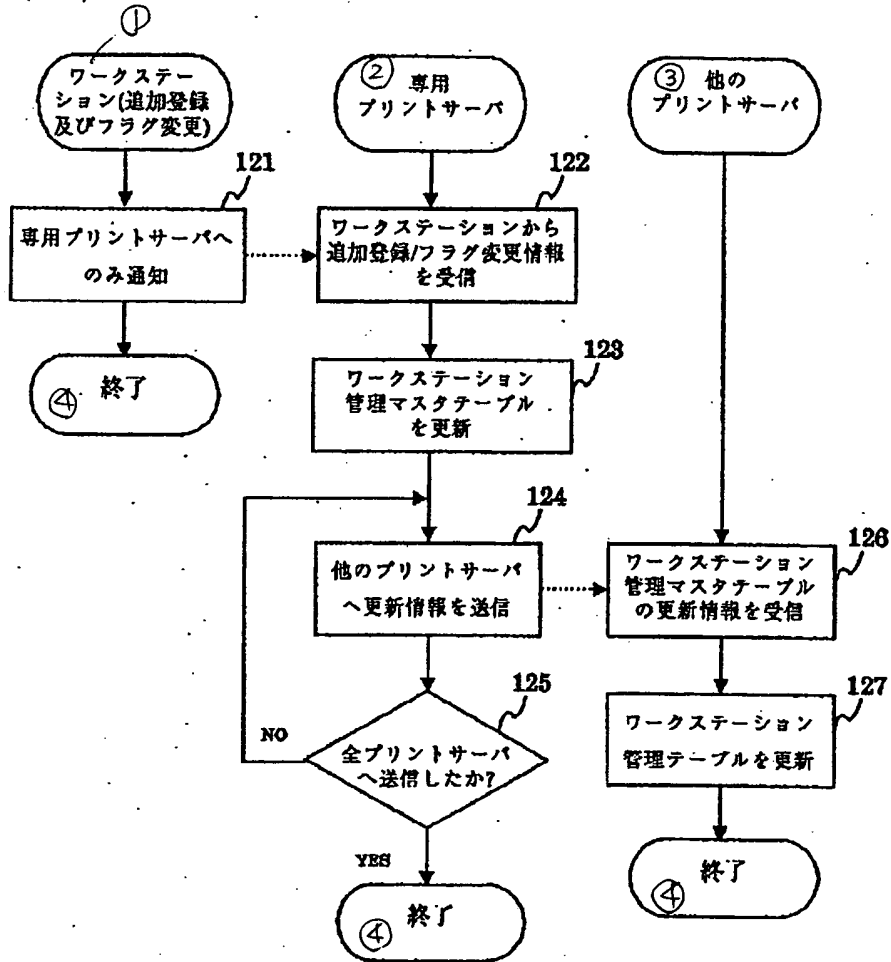 ①
ワークステー
ション(追加登録
及びフラグ変更)
② 専用
プリントサーバ
③ 他の
プリントサーバ
121
専用プリントサーバへ
のみ通知
122
ワークステーションから
追加登録/フラグ変更情報
を受信
④ 終了
123
ワークステーション
管理マスタテーブル
を更新
124
他のプリントサーバ
へ更新情報を送信
126
ワークステーション
管理マスタテーブル
の更新情報を受信
125
NO
全プリントサーバ
へ送信したか?
YES
127
ワークステーション
管理テーブルを更新
④ 終了
④ 終了